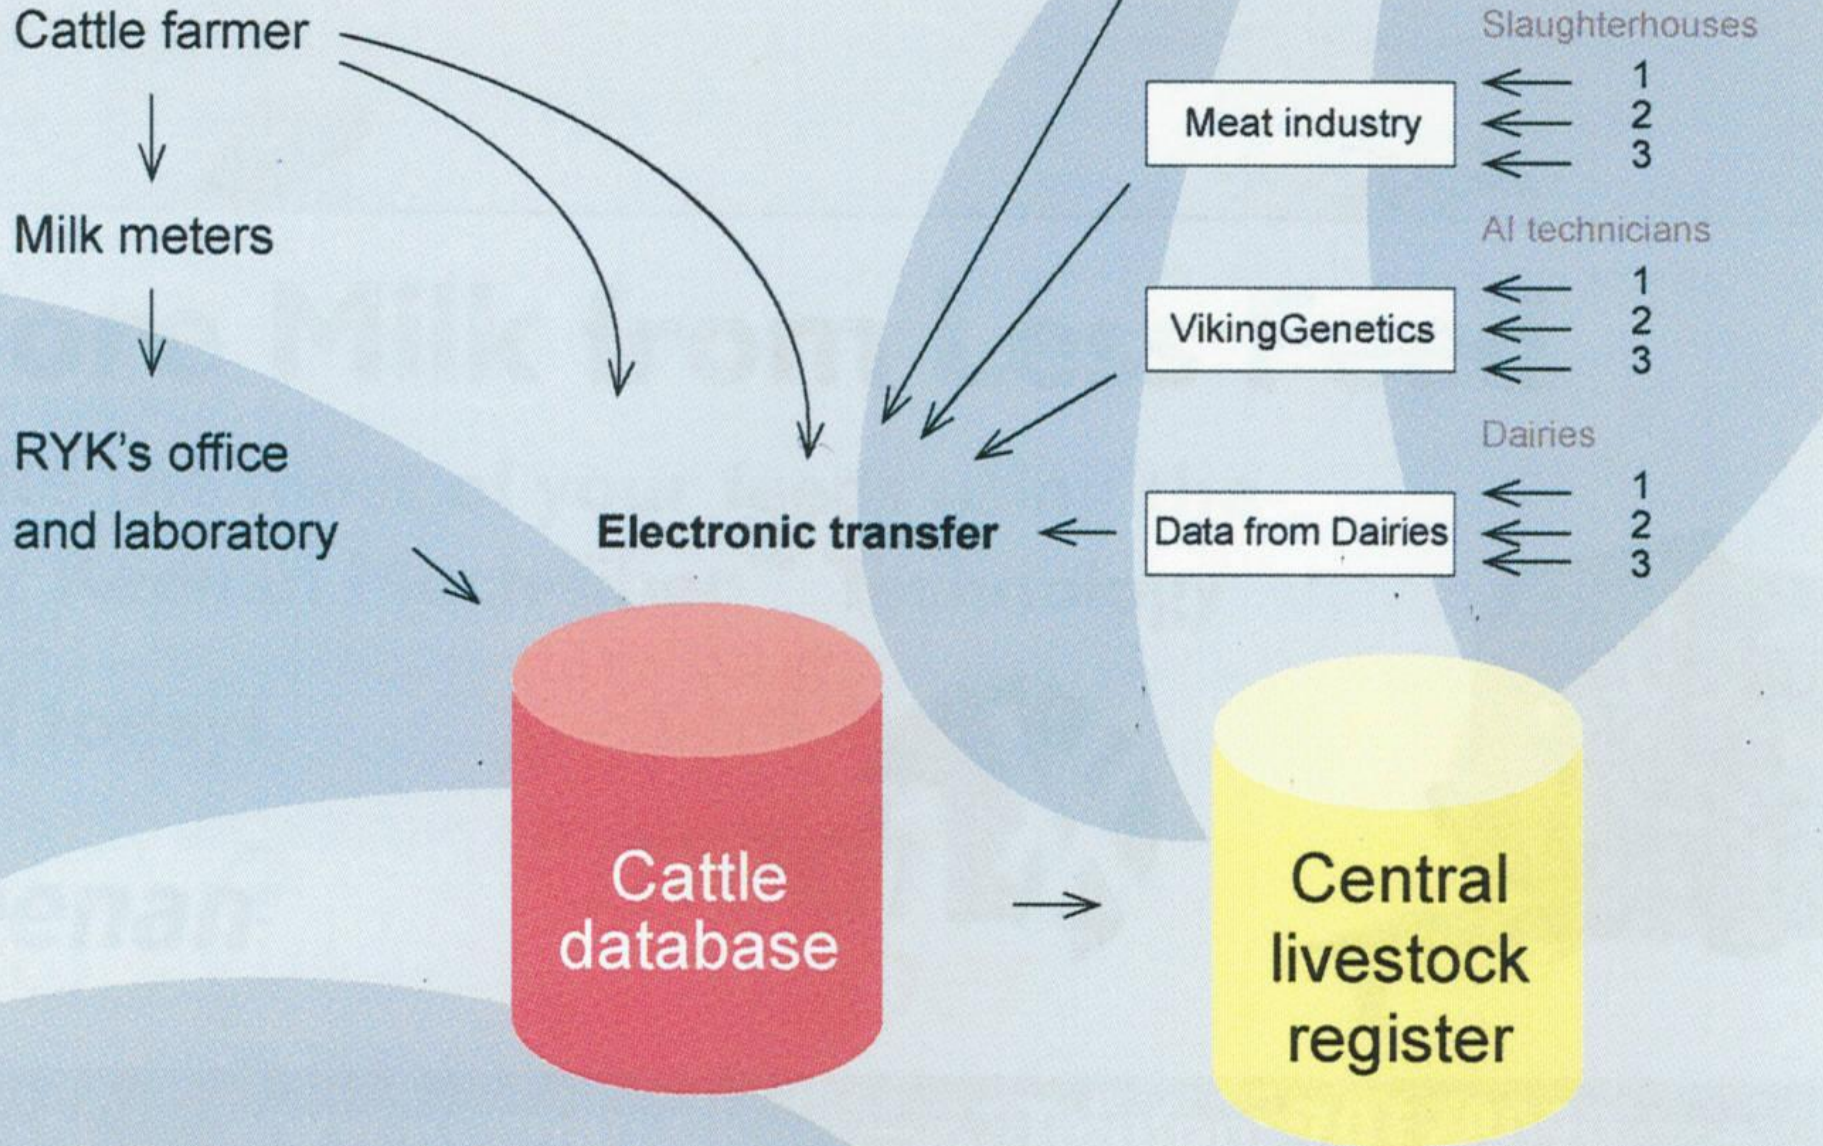 Cattle farmer
Milk meters
RYK's office
and laboratory
Electronic transfer
Slaughterhouses
Meat industry
1
2
3
AI technicians
VikingGenetics
1
2
3
Dairies
Data from Dairies
1
2
3
Cattle
database
Central
livestock
register